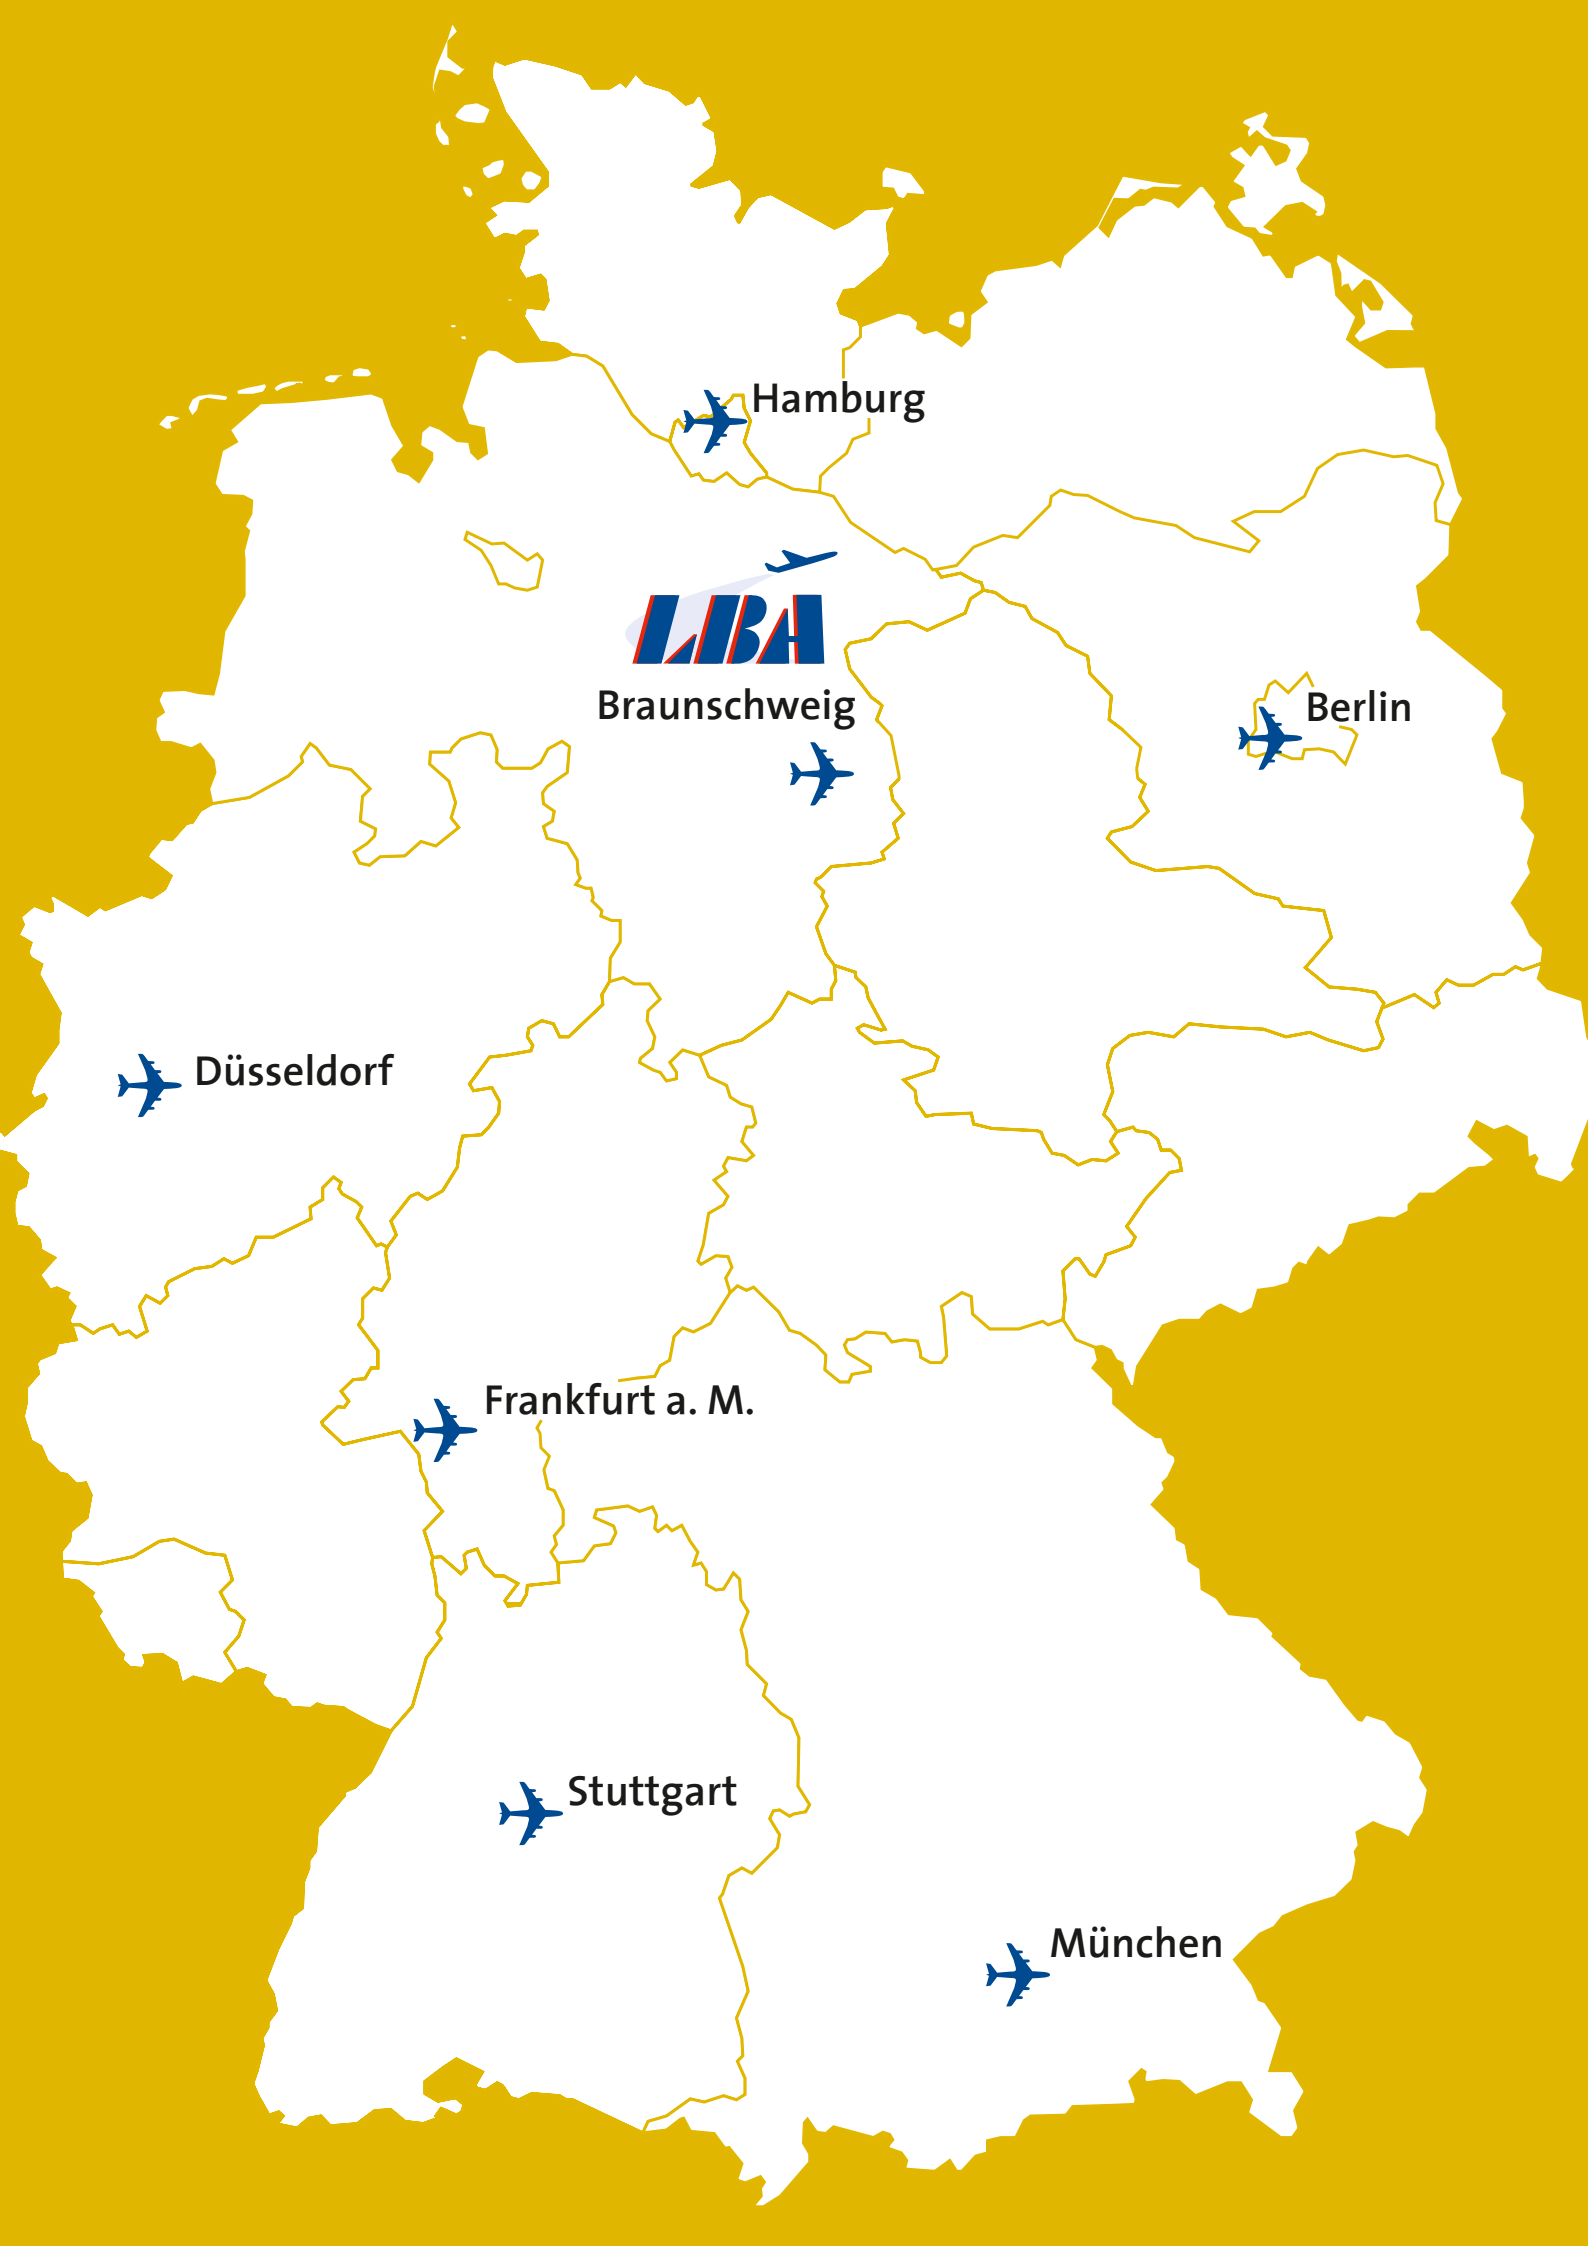 Hamburg
LBA
Braunschweig
Berlin
Düsseldorf
Frankfurt a. M.
Stuttgart
München